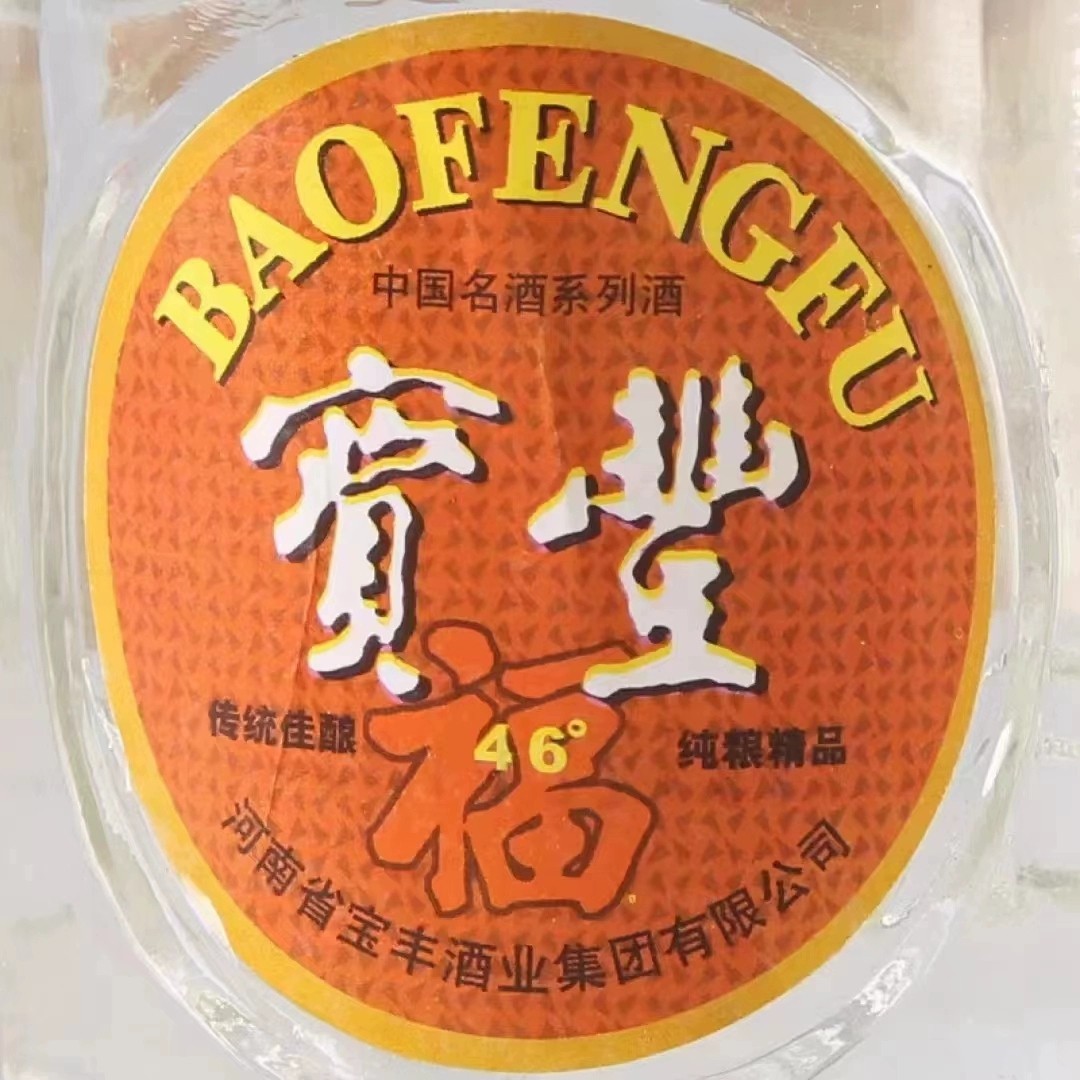 BAOFENGFU
中国名酒系列酒
寳豐
福
传统佳酿 46° 纯粮精品
河南省宝丰酒业集团有限公司